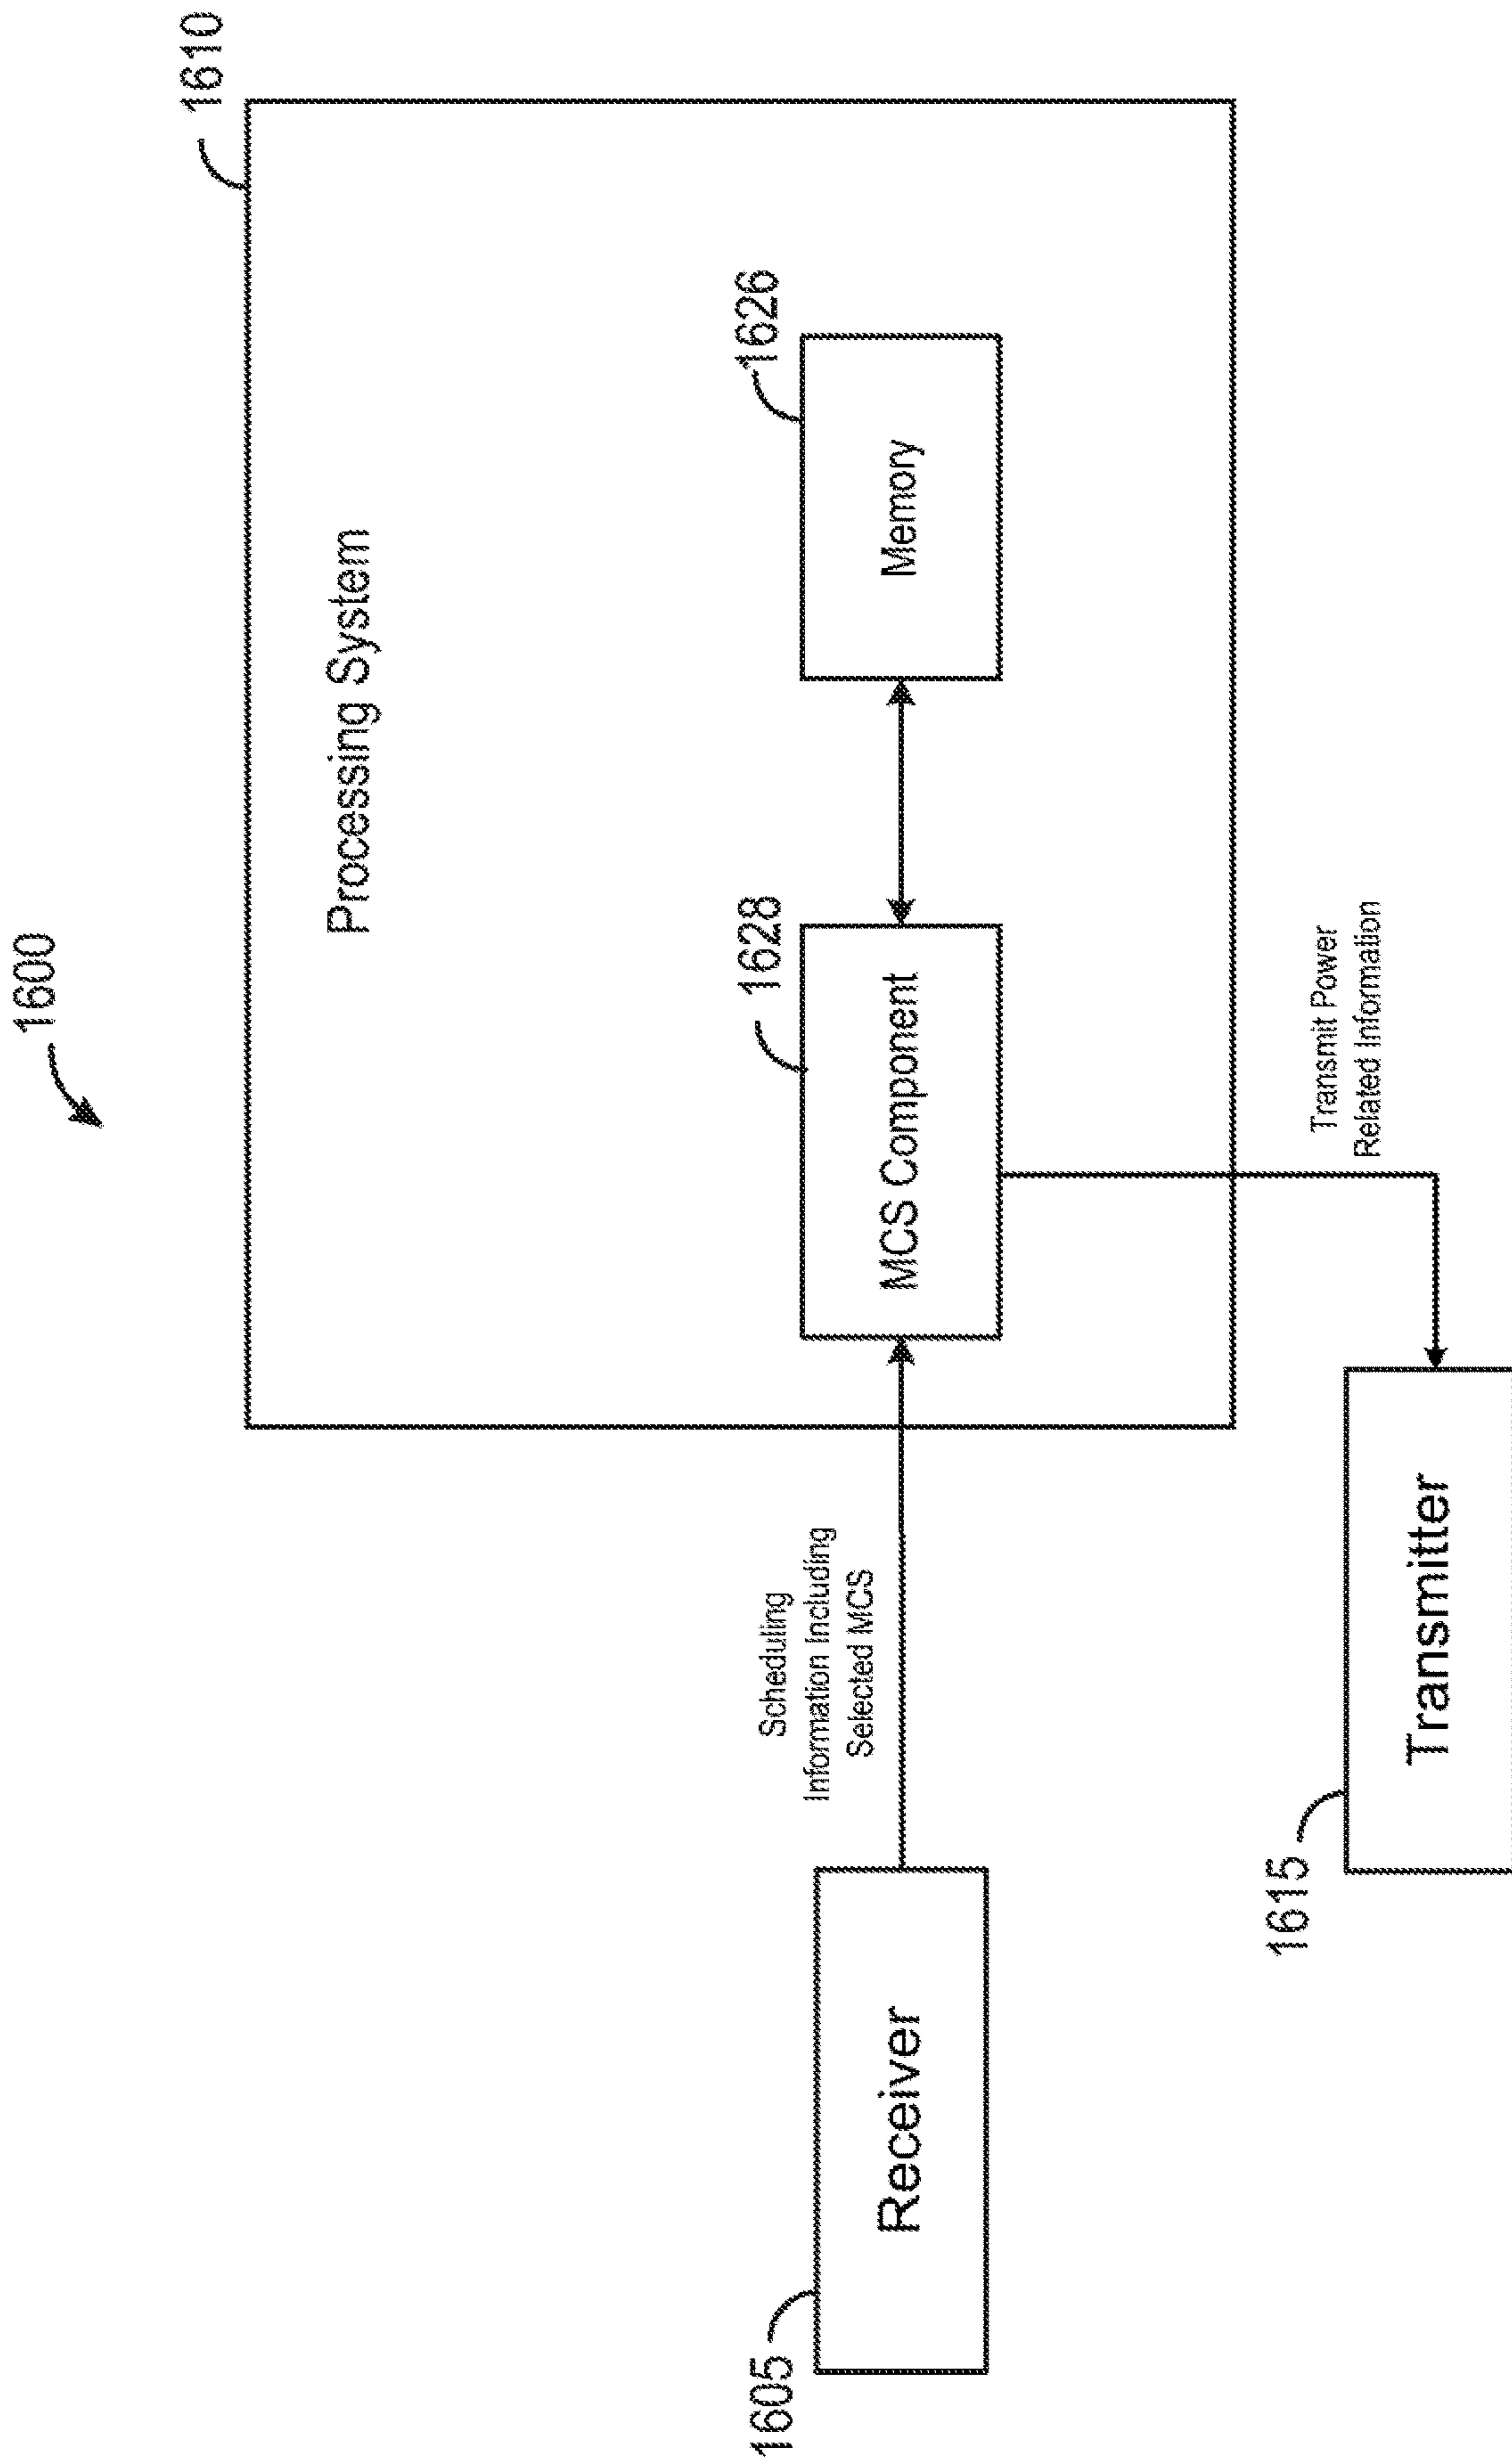 1600
1610
Processing System
1628
1626
MCS Component
Memory
Scheduling
Information Including
Selected MCS
1605
Receiver
Transmit Power
Related Information
1615
Transmitter